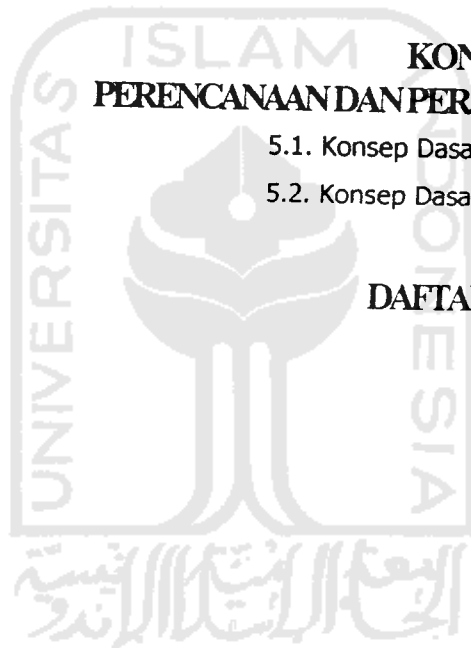 ISLAM
UNIVERSITAS
INDONESIA
KON
PERENCANAAN DAN PER
5.1. Konsep Dasa
5.2. Konsep Dasa
DAFTA